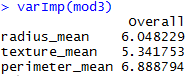 > varImp(mod3)
Overall
radius_mean 6.048229
texture_mean 5.341753
perimeter_mean 6.888794